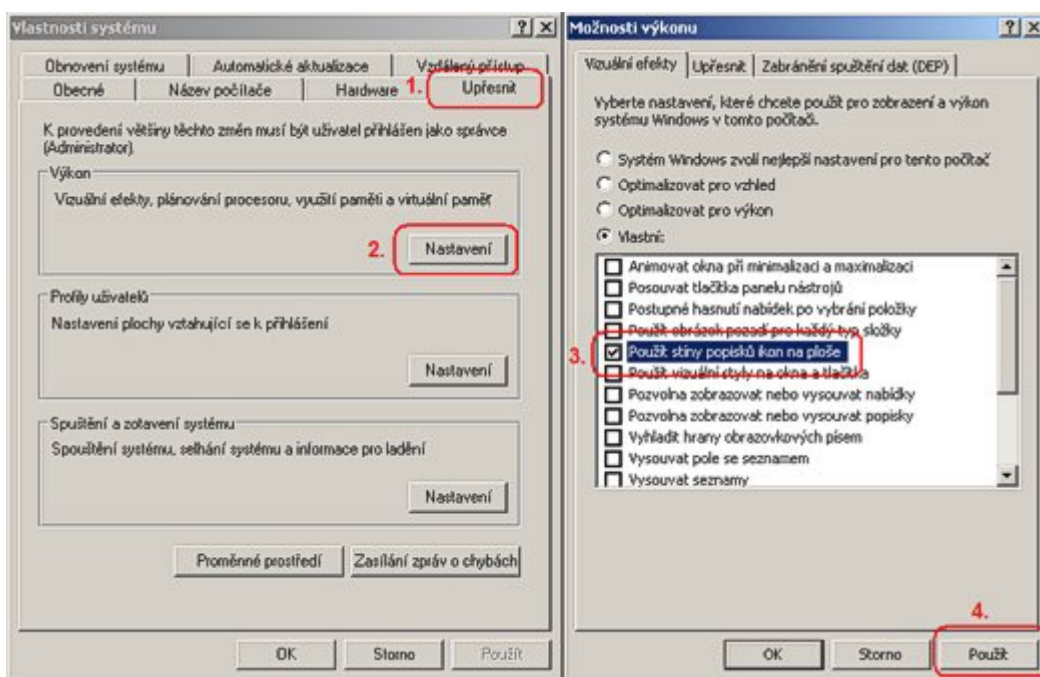 Vlastnosti systému
Obnovení systému
Automatické aktualizace
Vzdálený přístup
Obecné
Název počítače
Hardware
1.
Upřesnit
K provedení většiny těchto změn musí být uživatel přihlášen jako správce
(Administrator).
Výkon
Vizuální efekty, plánování procesoru, využití paměti a virtuální paměť
2.
Nastavení
Profily uživatelů
Nastavení plochy vztahující se k přihlášení
Nastavení
Spuštění a zotavení systému
Spouštění systému, selhání systému a informace pro ladění
Nastavení
Proměnné prostředí
Zasílání zpráv o chybách
OK
Storno
Použít
Možnosti výkonu
Vizuální efekty
Upřesnit
Zabránění spuštění dat (DEP)
Vyberte nastavení, které chcete použít pro zobrazení a výkon
systému Windows v tomto počítači.
Systém Windows zvolí nejlepší nastavení pro tento počítač
Optimalizovat pro vzhled
Optimalizovat pro výkon
Vlastní:
Animovat okna při minimalizaci a maximalizaci
Posouvat tlačítka panelu nástrojů
Postupné hasnutí nabídek po vybrání položky
Použít obrázek pozadí pro každý typ složky
3.
Použít stíny popisků ikon na ploše
Použít vizuální styly na okna a tlačítka
Pozvolna zobrazovat nebo vysouvat nabídky
Pozvolna zobrazovat nebo vysouvat popisky
Vyhladit hrany obrazovkových písem
Vysouvat pole se seznamem
Vysouvat seznamy
4.
OK
Storno
Použít